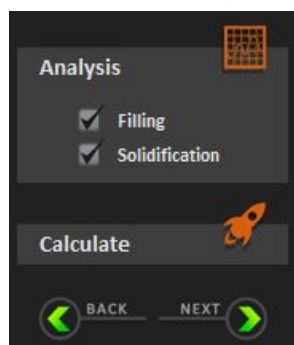 Analysis
Filling
Solidification
Calculate
BACK NEXT